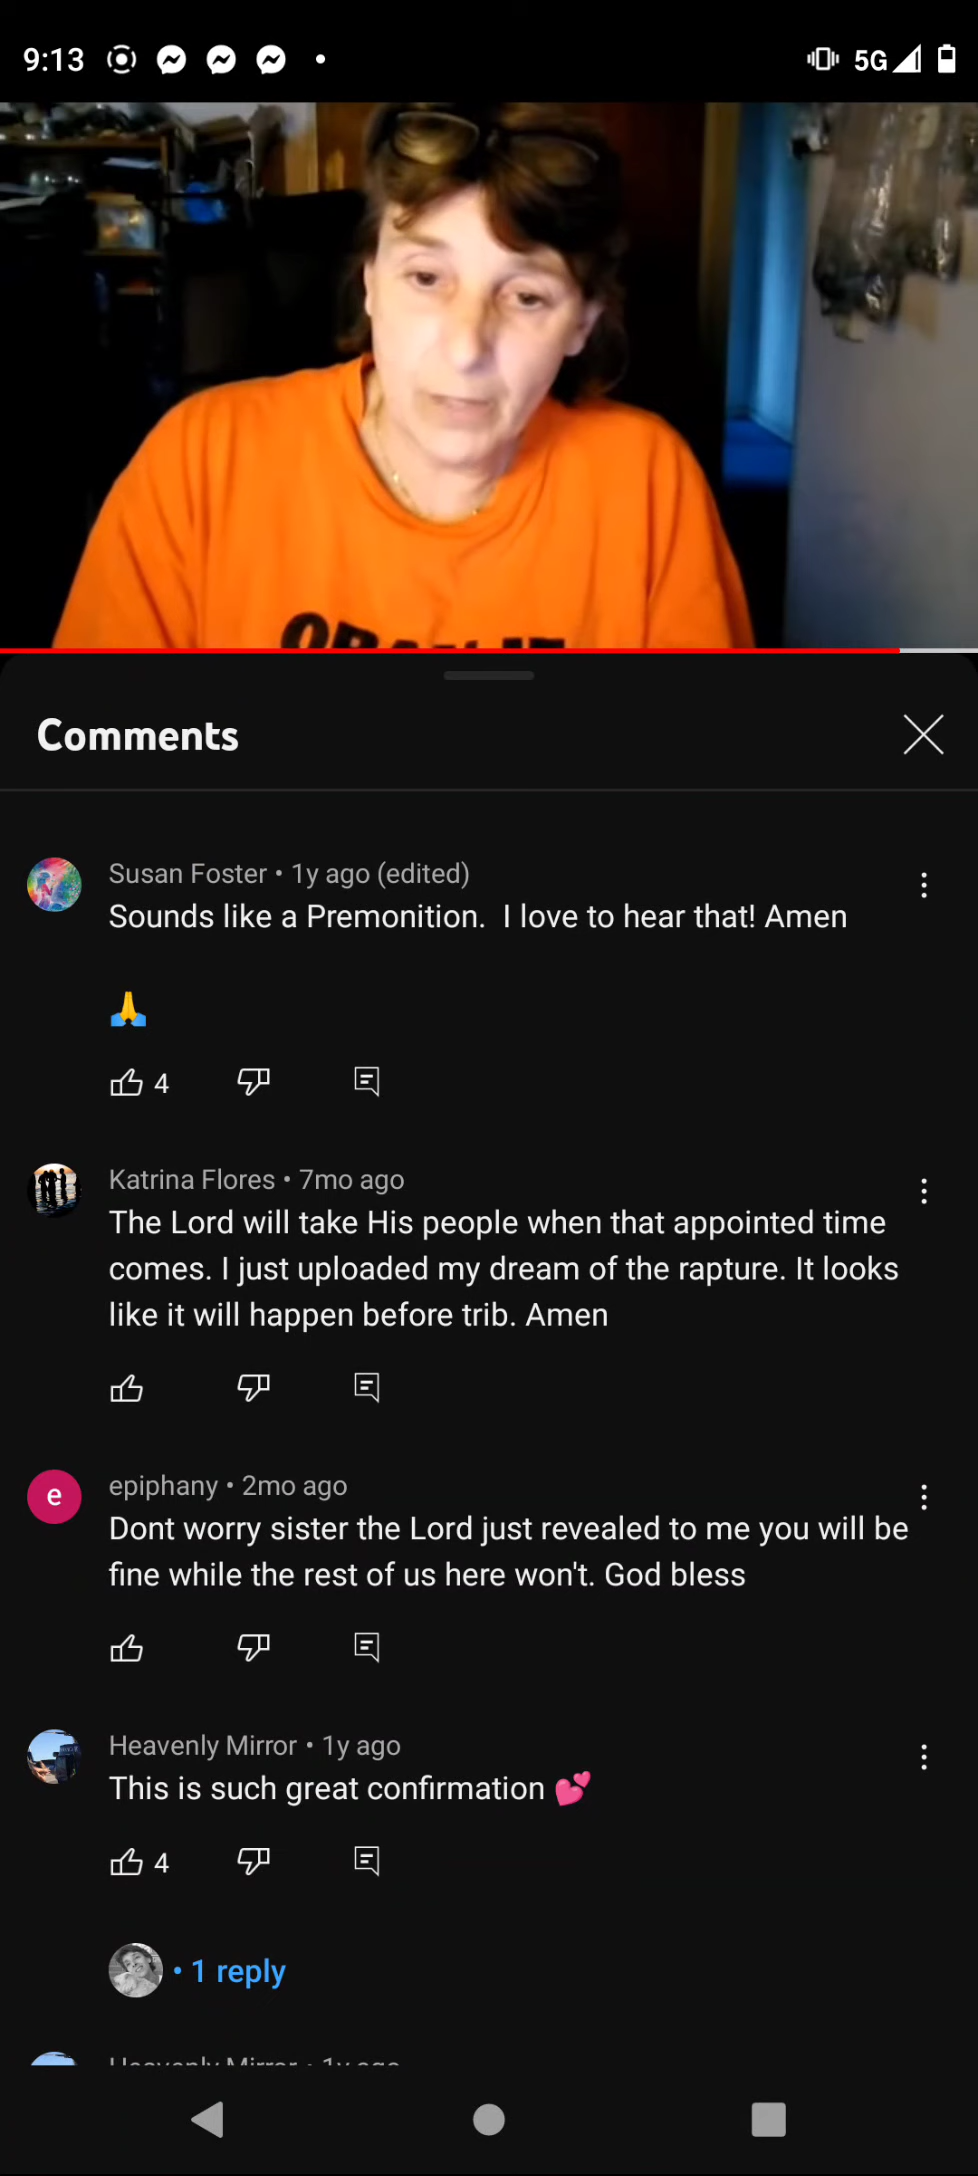 9:13
5G
Comments
Susan Foster • 1y ago (edited)
Sounds like a Premonition.  I love to hear that! Amen
🙏
4
Katrina Flores • 7mo ago
The Lord will take His people when that appointed time
comes. I just uploaded my dream of the rapture. It looks
like it will happen before trib. Amen
e
epiphany • 2mo ago
Dont worry sister the Lord just revealed to me you will be
fine while the rest of us here won't. God bless
Heavenly Mirror • 1y ago
This is such great confirmation 💕
4
• 1 reply
Heavenly Mirror • 1y ago